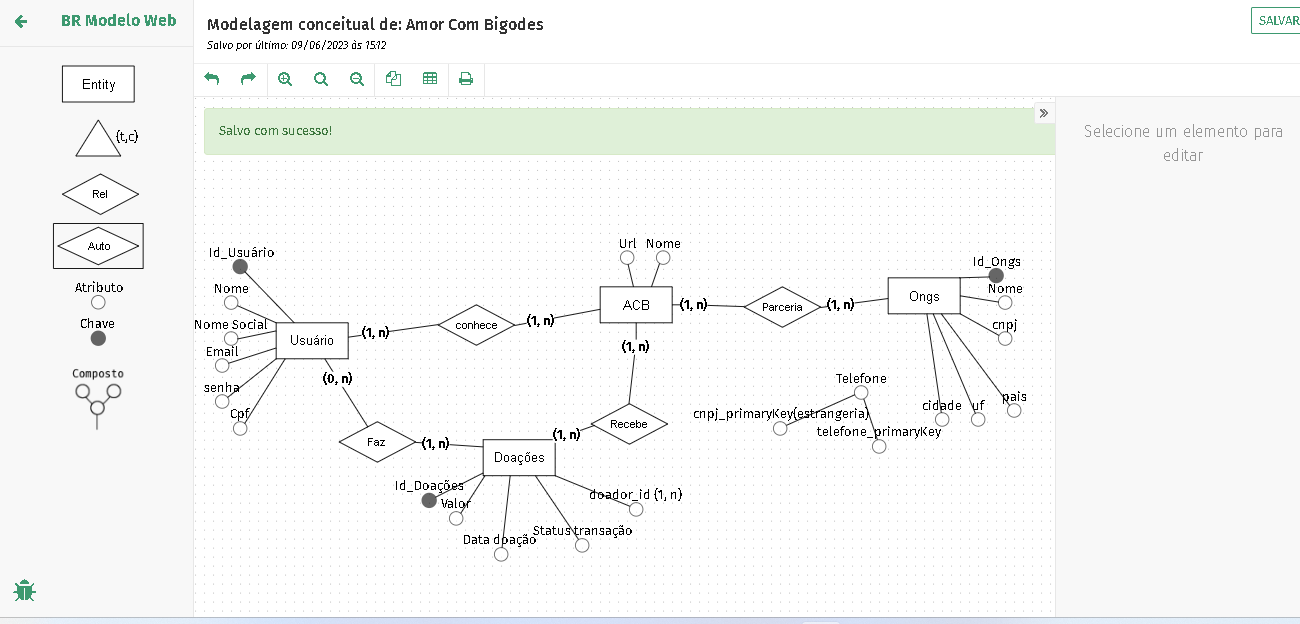 BR Modelo Web
Modelagem conceitual de: Amor Com Bigodes
Salvo por último: 09/06/2023 às 15:12
SALVAR
Entity
(t,c)
Rel
Auto
Atributo
Chave
Composto
Salvo com sucesso!
Selecione um elemento para
editar
Id_Usuário
Nome
Nome Social
Email
senha
Cpf
Usuário
(1, n)
conhece
(1, n)
Url
Nome
ACB
(1, n)
Parceria
(1, n)
Ongs
Id_Ongs
Nome
cnpj
cidade
uf
pais
(1, n)
(0, n)
Telefone
cnpj_primaryKey(estrangeria)
telefone_primaryKey
Faz
(1, n)
Doações
(1, n)
Recebe
Id_Doações
Valor
Data doação
Status transação
doador_id (1, n)